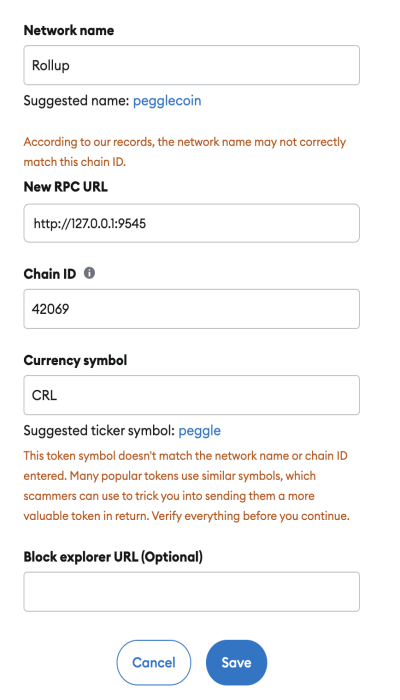 Network name
Rollup
Suggested name: pegglecoin
According to our records, the network name may not correctly
match this chain ID.
New RPC URL
http://127.0.0.1:9545
Chain ID
42069
Currency symbol
CRL
Suggested ticker symbol: peggle
This token symbol doesn't match the network name or chain ID
entered. Many popular tokens use similar symbols, which
scammers can use to trick you into sending them a more
valuable token in return. Verify everything before you continue.
Block explorer URL (Optional)
Cancel Save